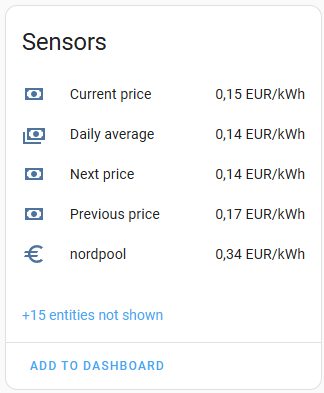 Sensors
Current price 0,15 EUR/kWh
Daily average 0,14 EUR/kWh
Next price 0,14 EUR/kWh
Previous price 0,17 EUR/kWh
nordpool 0,34 EUR/kWh
+15 entities not shown
ADD TO DASHBOARD